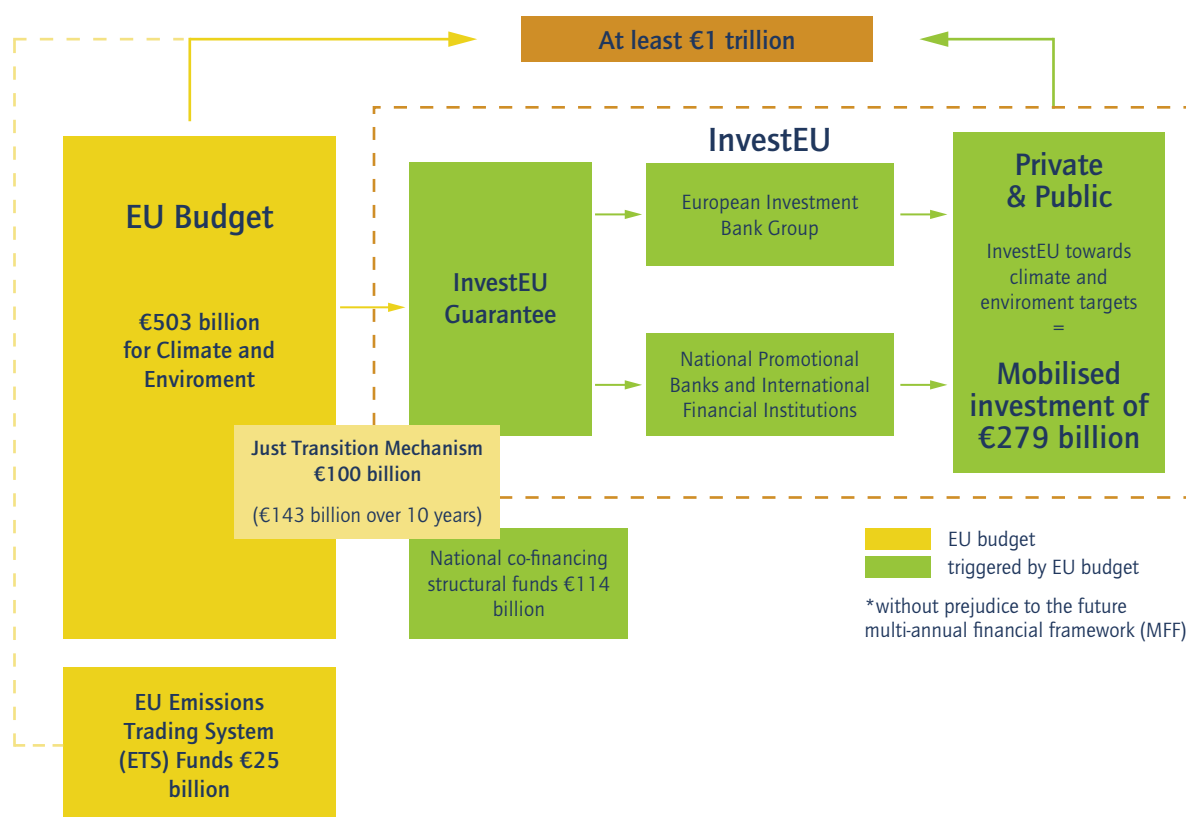 At least €1 trillion
EU Budget
€503 billion
for Climate and
Enviroment
InvestEU
InvestEU
Guarantee
European Investment
Bank Group
National Promotional
Banks and International
Financial Institutions
Private
& Public
InvestEU towards
climate and
enviroment targets
=
Mobilised
investment of
€279 billion
Just Transition Mechanism
€100 billion
(€143 billion over 10 years)
National co-financing
structural funds €114
billion
EU budget
triggered by EU budget
*without prejudice to the future
multi-annual financial framework (MFF)
EU Emissions
Trading System
(ETS) Funds €25
billion